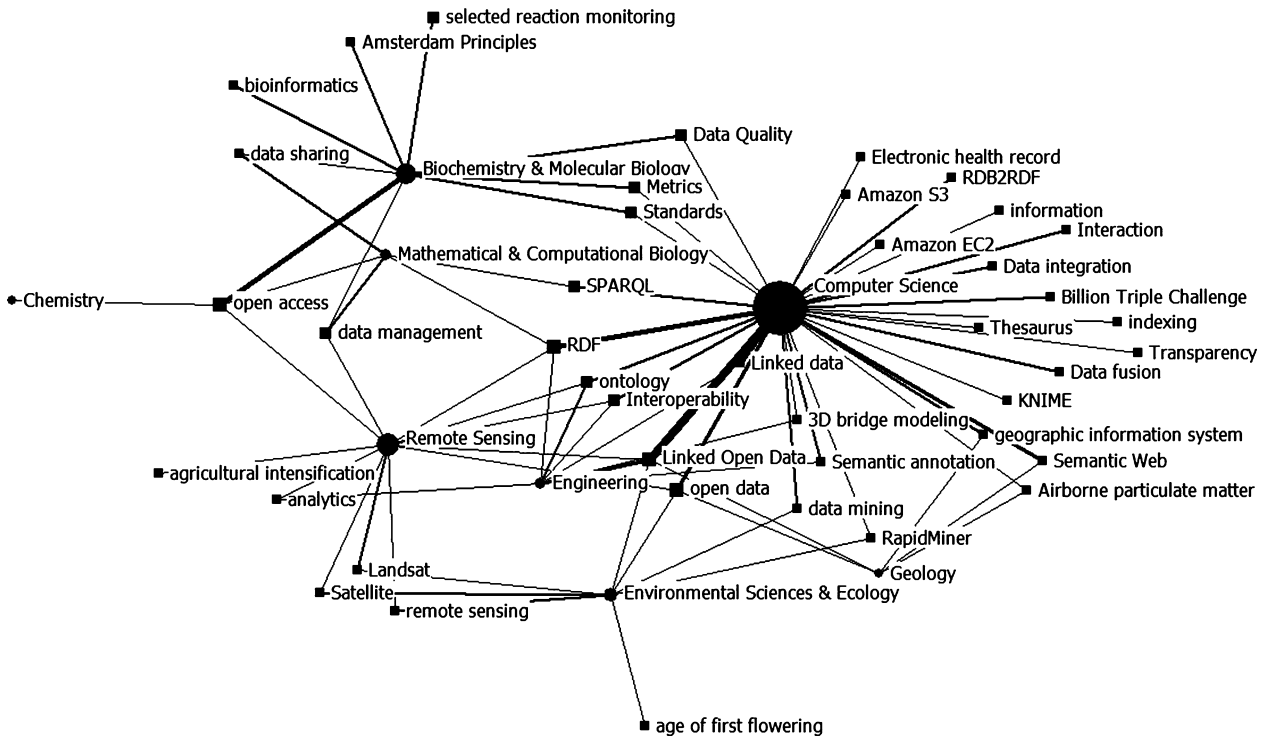 selected reaction monitoring
Amsterdam Principles
bioinformatics
Data Quality
data sharing
Electronic health record
Biochemistry & Molecular Biology
RDB2RDF
Metrics
Amazon S3
Standards
information
Interaction
Amazon EC2
Mathematical & Computational Biology
Data integration
SPARQL
Computer Science
Chemistry
open access
Billion Triple Challenge
indexing
Thesaurus
data management
RDF
Transparency
Linked data
Data fusion
ontology
Interoperability
KNIME
3D bridge modeling
Remote Sensing
geographic information system
Linked Open Data
Semantic annotation
Semantic Web
agricultural intensification
Engineering
open data
Airborne particulate matter
analytics
data mining
RapidMiner
Landsat
Geology
Satellite
Environmental Sciences & Ecology
remote sensing
age of first flowering